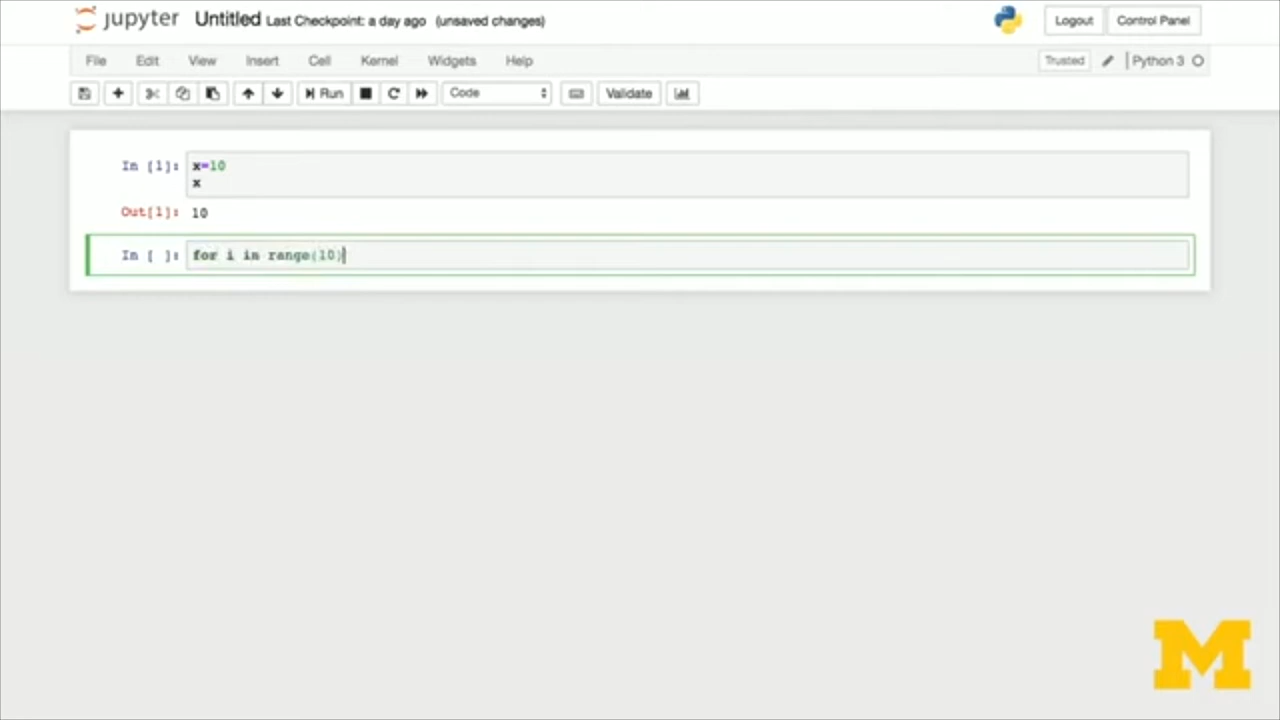 jupyter Untitled Last Checkpoint: a day ago (unsaved changes) Logout Control Panel
File Edit View Insert Cell Kernel Widgets Help Trusted Python 3
Run Code Validate
In [1]: x=10
x
Out[1]: 10
In [ ]: for i in range(10)
M